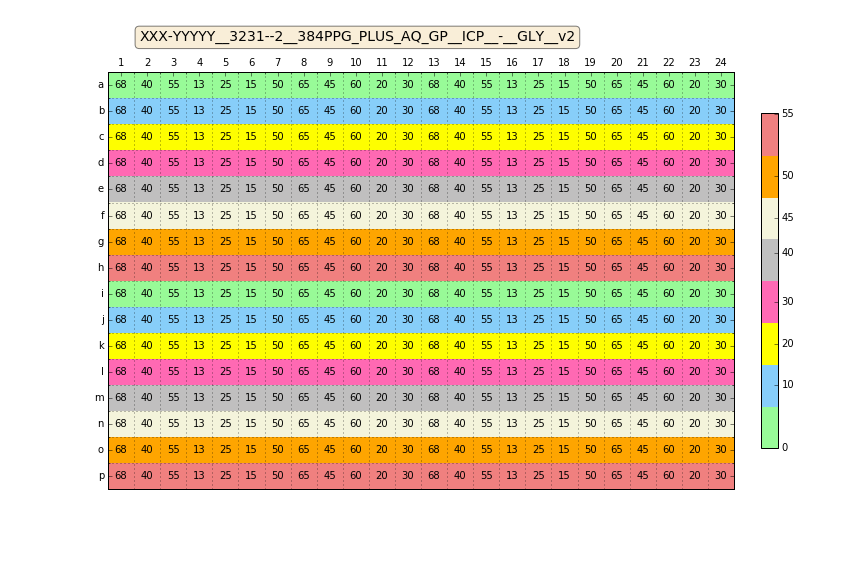 XXX-YYYYY__3231--2__384PPG_PLUS_AQ_GP__ICP__-__GLY__v2
1 2 3 4 5 6 7 8 9 10 11 12 13 14 15 16 17 18 19 20 21 22 23 24
a 68 40 55 13 25 15 50 65 45 60 20 30 68 40 55 13 25 15 50 65 45 60 20 30
b 68 40 55 13 25 15 50 65 45 60 20 30 68 40 55 13 25 15 50 65 45 60 20 30
c 68 40 55 13 25 15 50 65 45 60 20 30 68 40 55 13 25 15 50 65 45 60 20 30
d 68 40 55 13 25 15 50 65 45 60 20 30 68 40 55 13 25 15 50 65 45 60 20 30
e 68 40 55 13 25 15 50 65 45 60 20 30 68 40 55 13 25 15 50 65 45 60 20 30
f 68 40 55 13 25 15 50 65 45 60 20 30 68 40 55 13 25 15 50 65 45 60 20 30
g 68 40 55 13 25 15 50 65 45 60 20 30 68 40 55 13 25 15 50 65 45 60 20 30
h 68 40 55 13 25 15 50 65 45 60 20 30 68 40 55 13 25 15 50 65 45 60 20 30
i 68 40 55 13 25 15 50 65 45 60 20 30 68 40 55 13 25 15 50 65 45 60 20 30
j 68 40 55 13 25 15 50 65 45 60 20 30 68 40 55 13 25 15 50 65 45 60 20 30
k 68 40 55 13 25 15 50 65 45 60 20 30 68 40 55 13 25 15 50 65 45 60 20 30
l 68 40 55 13 25 15 50 65 45 60 20 30 68 40 55 13 25 15 50 65 45 60 20 30
m 68 40 55 13 25 15 50 65 45 60 20 30 68 40 55 13 25 15 50 65 45 60 20 30
n 68 40 55 13 25 15 50 65 45 60 20 30 68 40 55 13 25 15 50 65 45 60 20 30
o 68 40 55 13 25 15 50 65 45 60 20 30 68 40 55 13 25 15 50 65 45 60 20 30
p 68 40 55 13 25 15 50 65 45 60 20 30 68 40 55 13 25 15 50 65 45 60 20 30
55
50
45
40
30
20
10
0